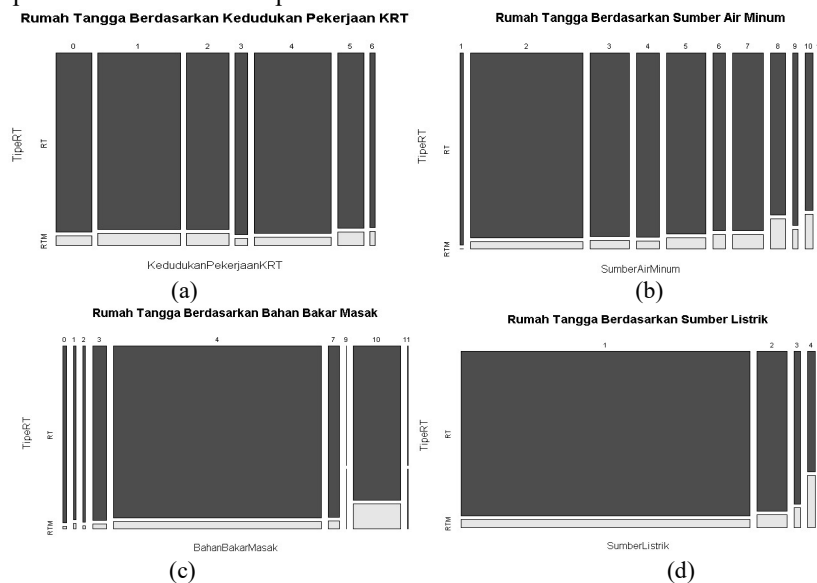 Rumah Tangga Berdasarkan Kedudukan Pekerjaan KRT
0 1 2 3 4 5 6
TipeRT
RT
RTM
KedudukanPekerjaanKRT
(a)
Rumah Tangga Berdasarkan Sumber Air Minum
1 2 3 4 5 6 7 8 9 10
TipeRT
RT
RTM
SumberAirMinum
(b)
Rumah Tangga Berdasarkan Bahan Bakar Masak
0 1 2 3 4 7 9 10 11
TipeRT
RT
RTM
BahanBakarMasak
(c)
Rumah Tangga Berdasarkan Sumber Listrik
1 2 3 4
TipeRT
RT
RTM
SumberListrik
(d)